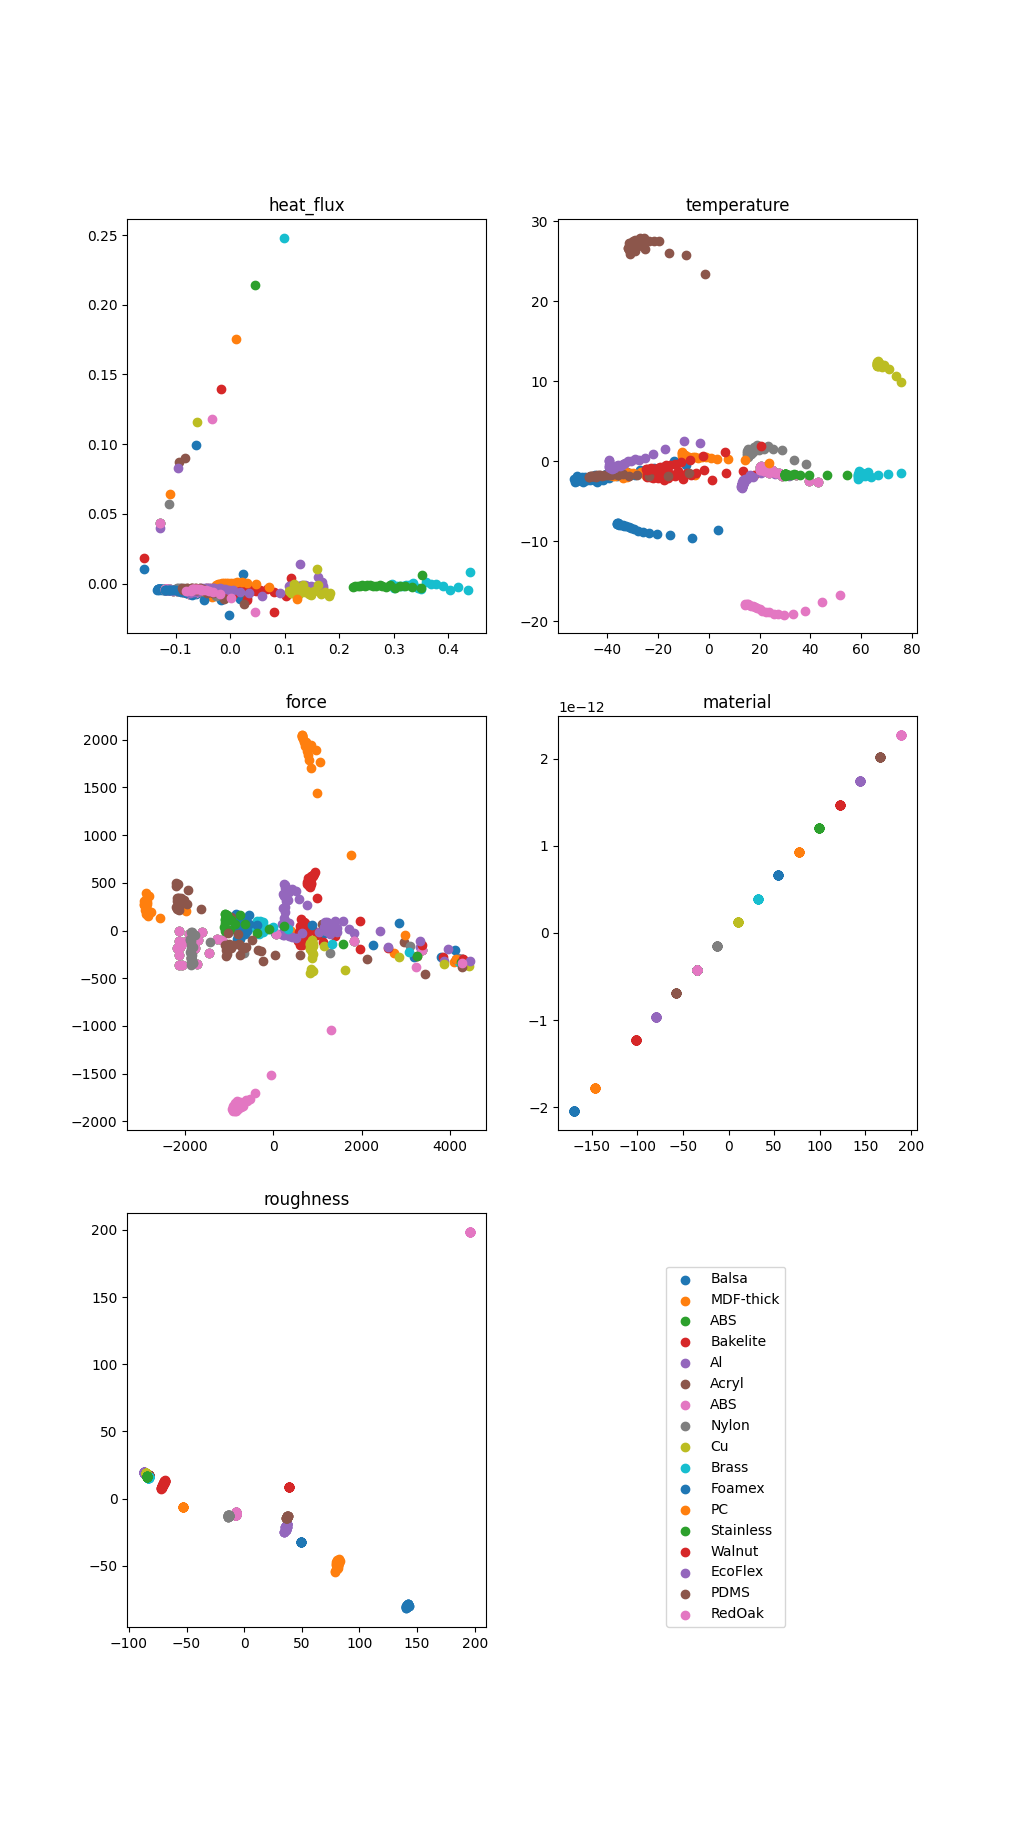 heat_flux
temperature
0.25
0.20
0.15
0.10
0.05
0.00
−0.1 0.0 0.1 0.2 0.3 0.4
30
20
10
0
−10
−20
−40 −20 0 20 40 60 80
force
material
2000
1500
1000
500
0
−500
−1000
−1500
−2000
−2000 0 2000 4000
1e−12
2
1
0
−1
−2
−150 −100 −50 0 50 100 150 200
roughness
200
150
100
50
0
−50
−100 −50 0 50 100 150 200
Balsa
MDF-thick
ABS
Bakelite
Al
Acryl
ABS
Nylon
Cu
Brass
Foamex
PC
Stainless
Walnut
EcoFlex
PDMS
RedOak